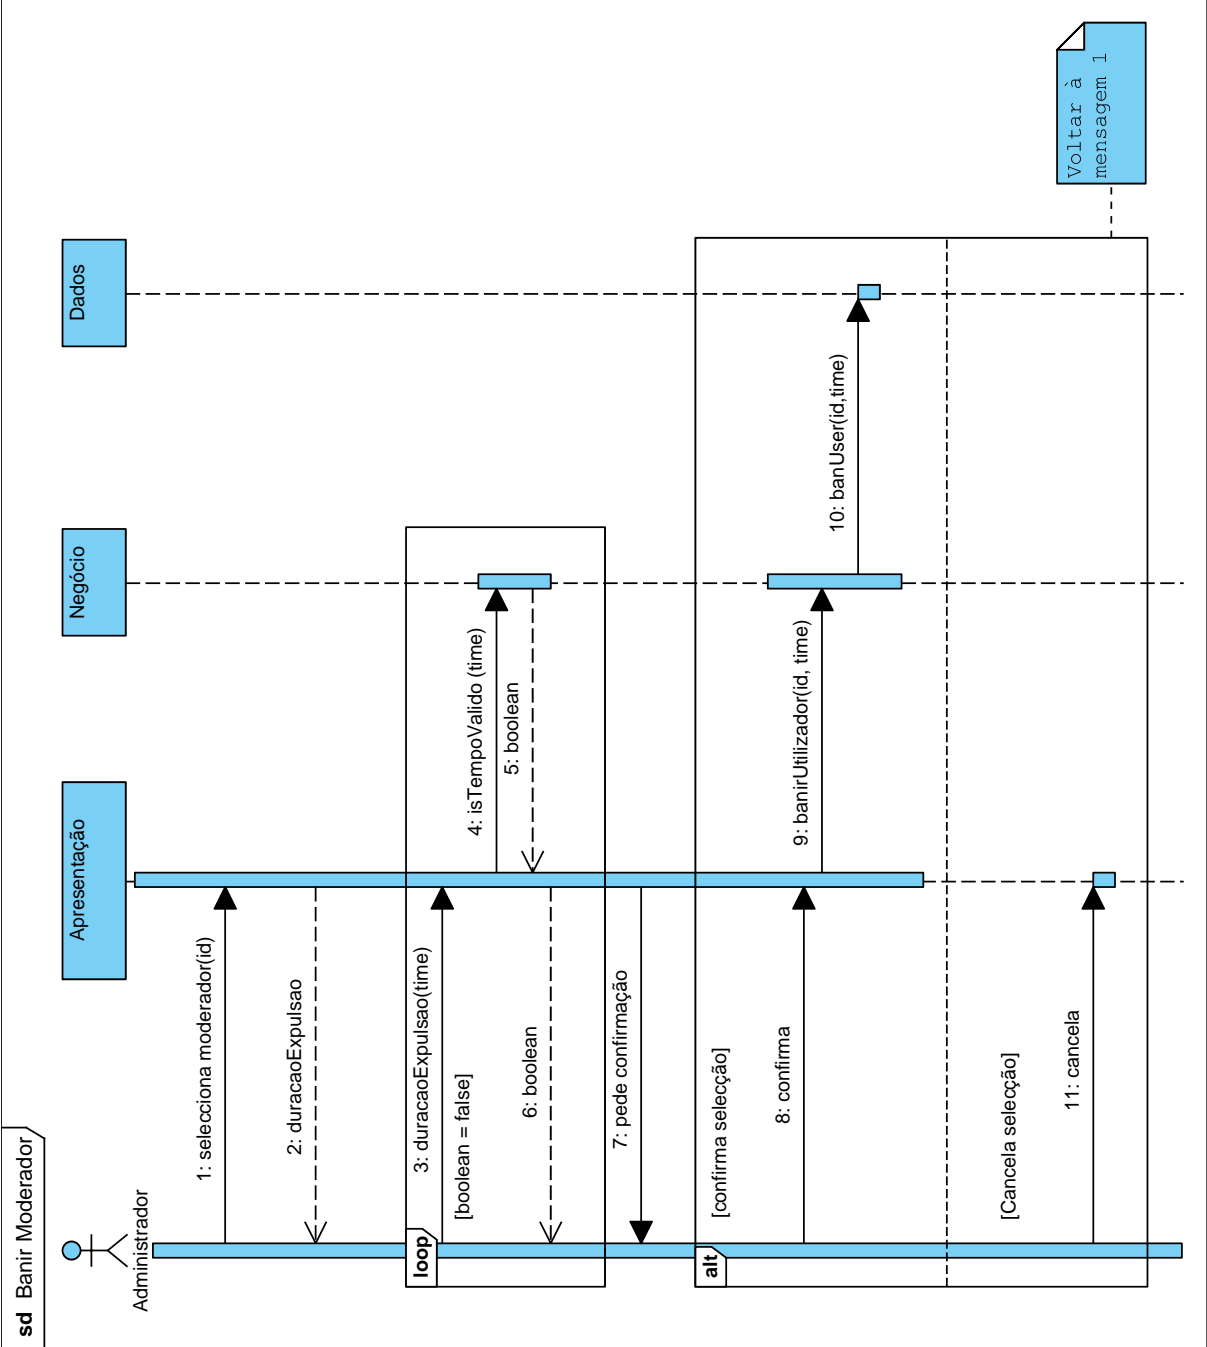 sd Banir Moderador
Administrador
Apresentação
Negócio
Dados
1: selecciona moderador(id)
2: duracaoExpulsao
loop
3: duracaoExpulsao(time)
[boolean = false]
4: isTempoValido (time)
5: boolean
6: boolean
7: pede confirmação
alt
[confirma selecção]
8: confirma
9: banirUtilizador(id, time)
10: banUser(id,time)
[Cancela selecção]
11: cancela
Voltar à
mensagem 1